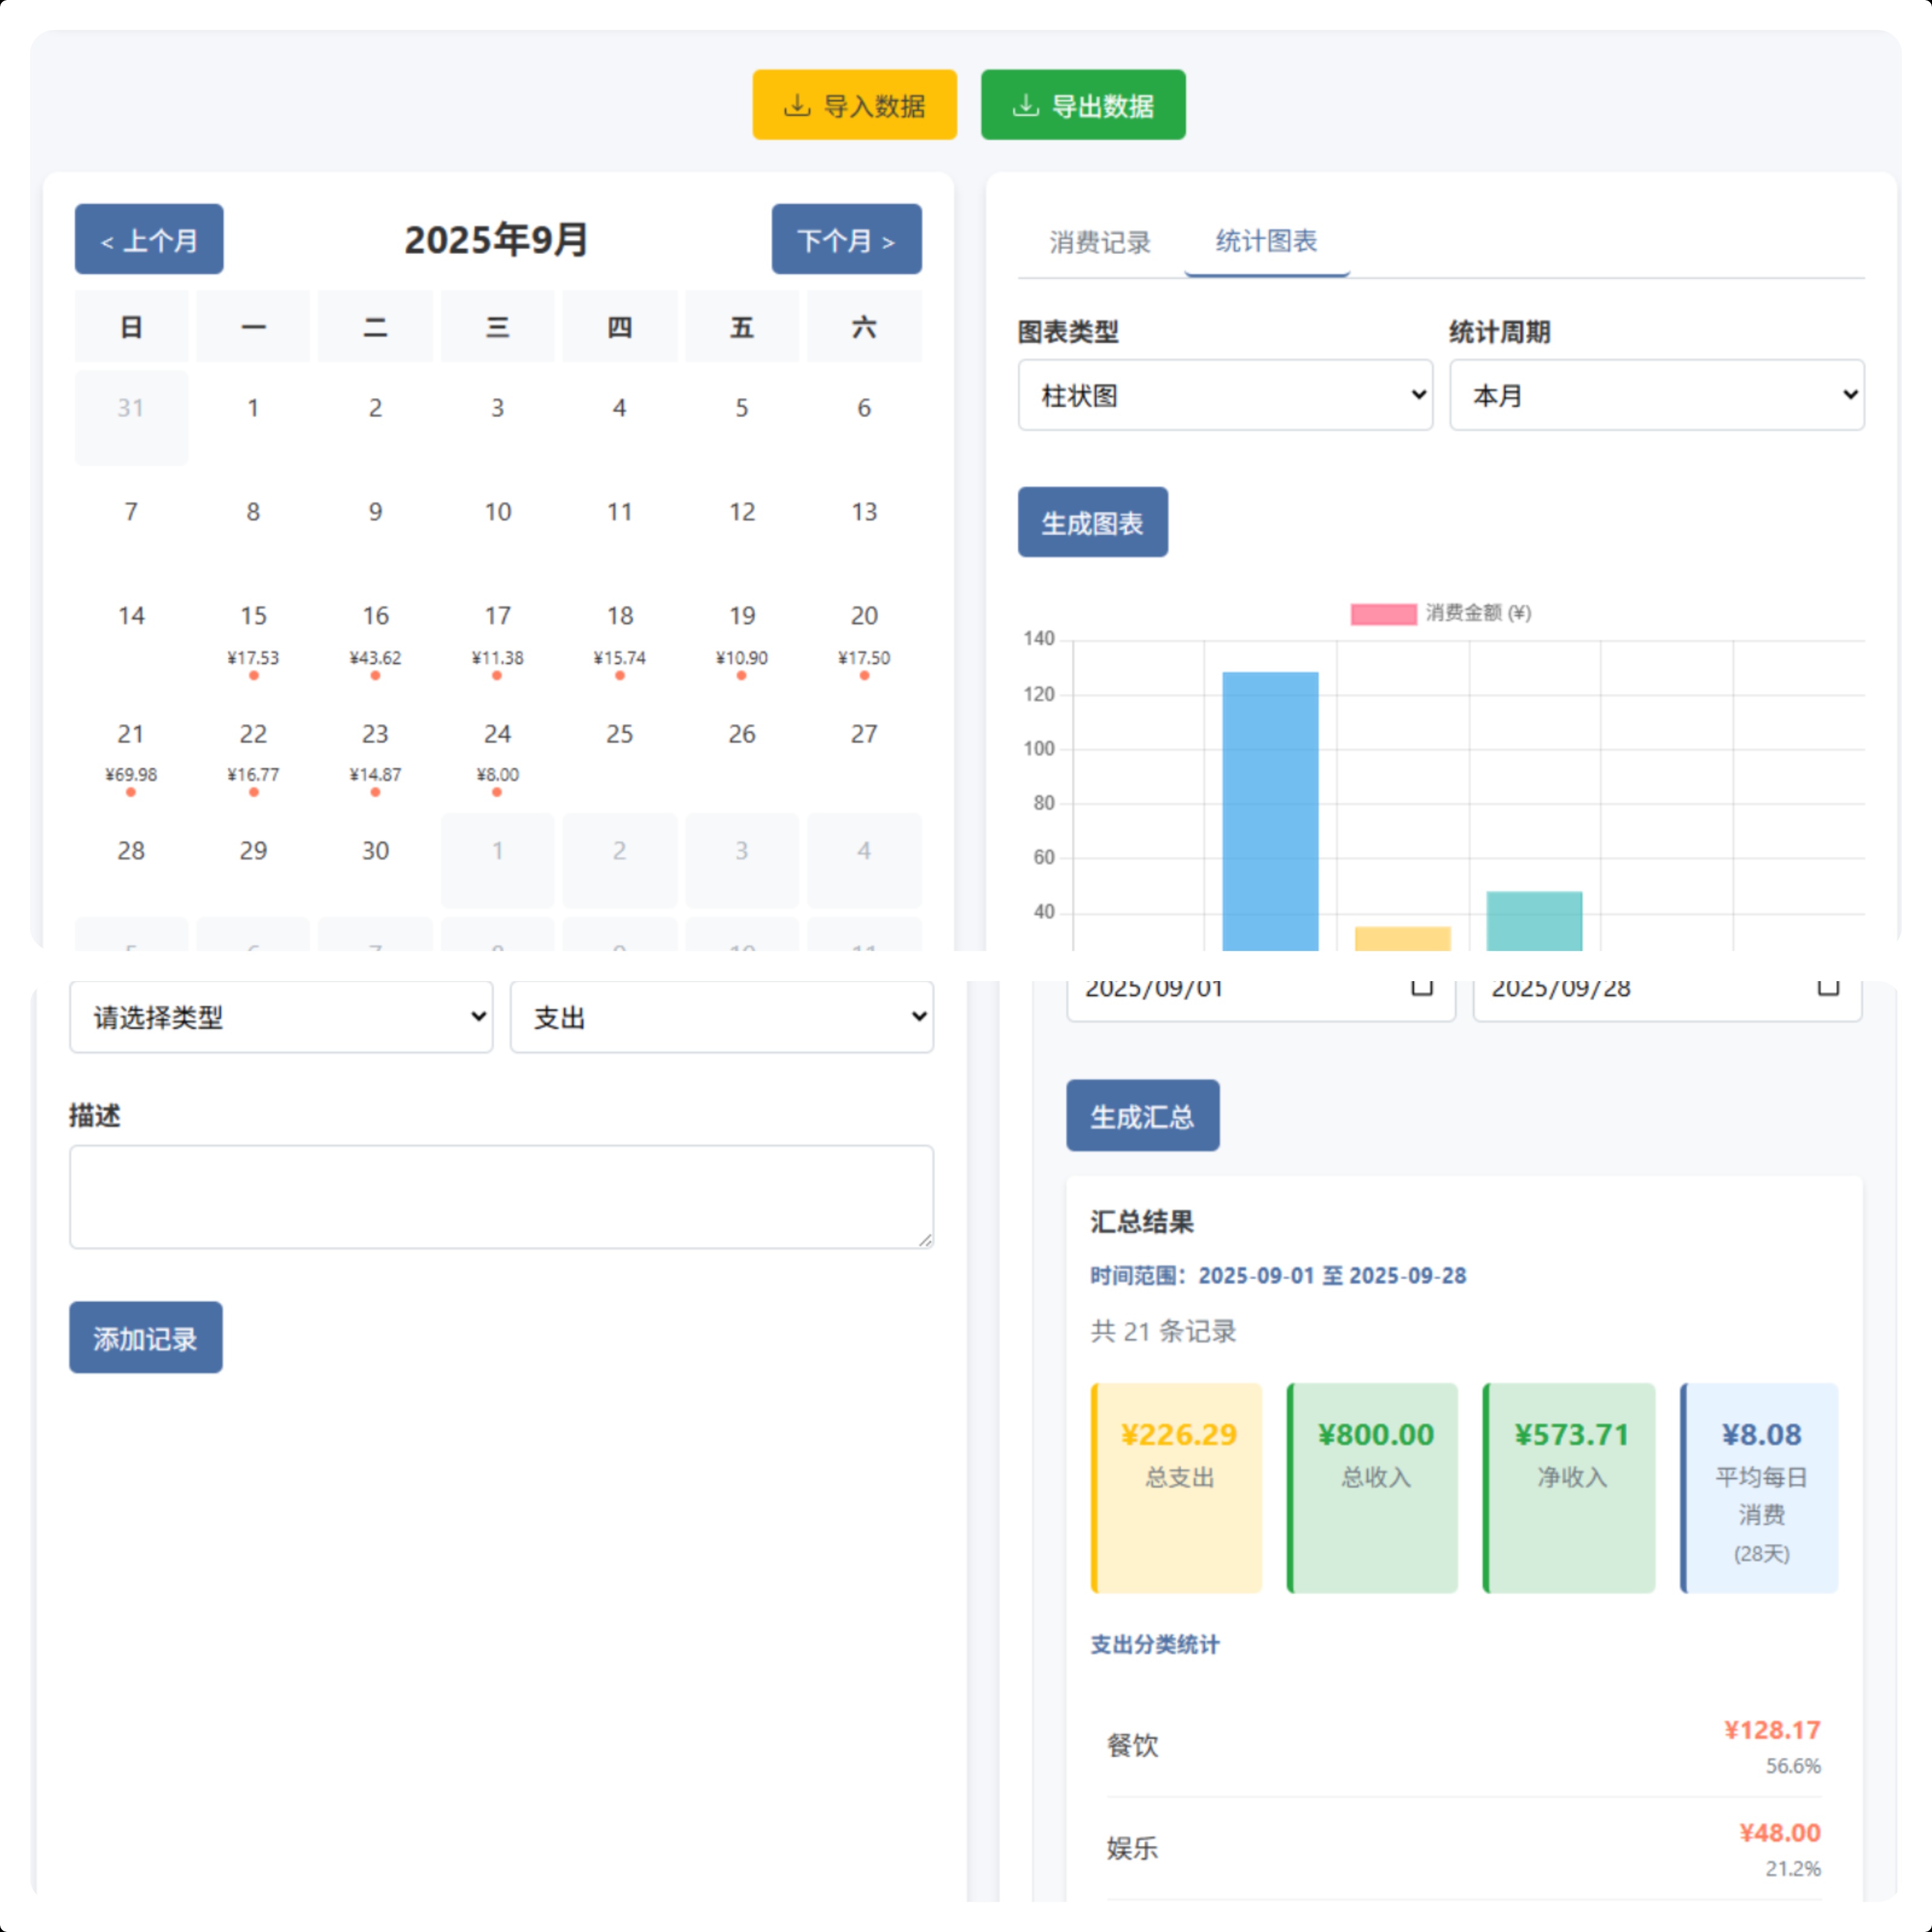 导入数据 导出数据
< 上个月 2025年9月 下个月 >
日 一 二 三 四 五 六
31 1 2 3 4 5 6
7 8 9 10 11 12 13
14 15 16 17 18 19 20
¥17.53 ¥43.62 ¥11.38 ¥15.74 ¥10.90 ¥17.50
21 22 23 24 25 26 27
¥69.98 ¥16.77 ¥14.87 ¥8.00
28 29 30 1 2 3 4
消费记录 统计图表
图表类型 统计周期
柱状图 本月
生成图表
消费金额 (¥)
140
120
100
80
60
40
请选择类型 支出
描述
添加记录
2025/09/01 2025/09/28
生成汇总
汇总结果
时间范围：2025-09-01 至 2025-09-28
共 21 条记录
¥226.29 ¥800.00 ¥573.71 ¥8.08
总支出 总收入 净收入 平均每日
消费
(28天)
支出分类统计
餐饮 ¥128.17
56.6%
娱乐 ¥48.00
21.2%